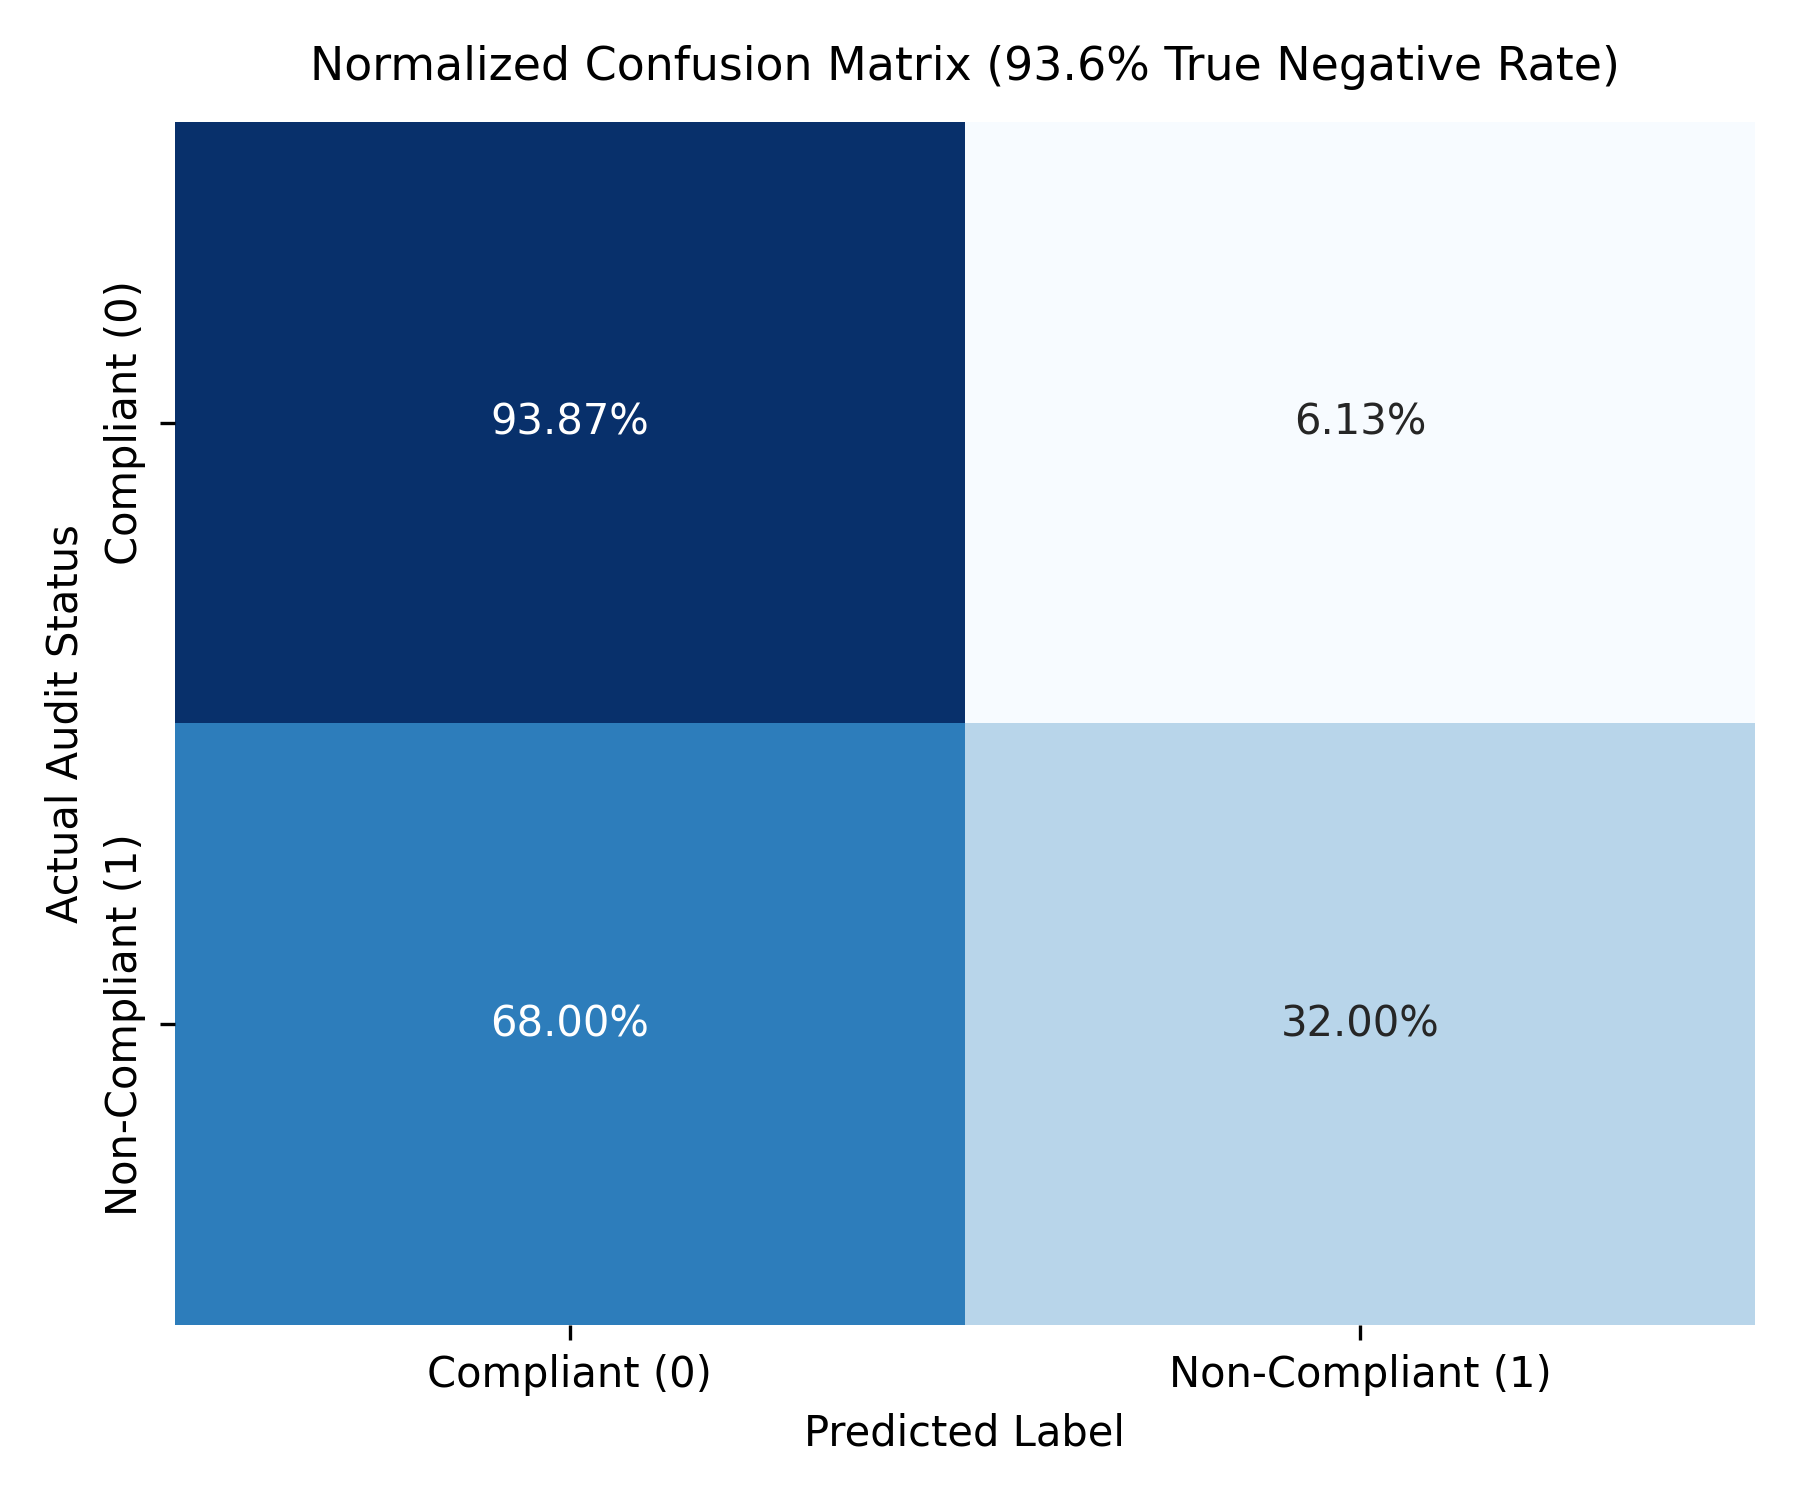 Normalized Confusion Matrix (93.6% True Negative Rate)
Actual Audit Status
Compliant (0)
93.87%
6.13%
Non-Compliant (1)
68.00%
32.00%
Compliant (0)
Non-Compliant (1)
Predicted Label